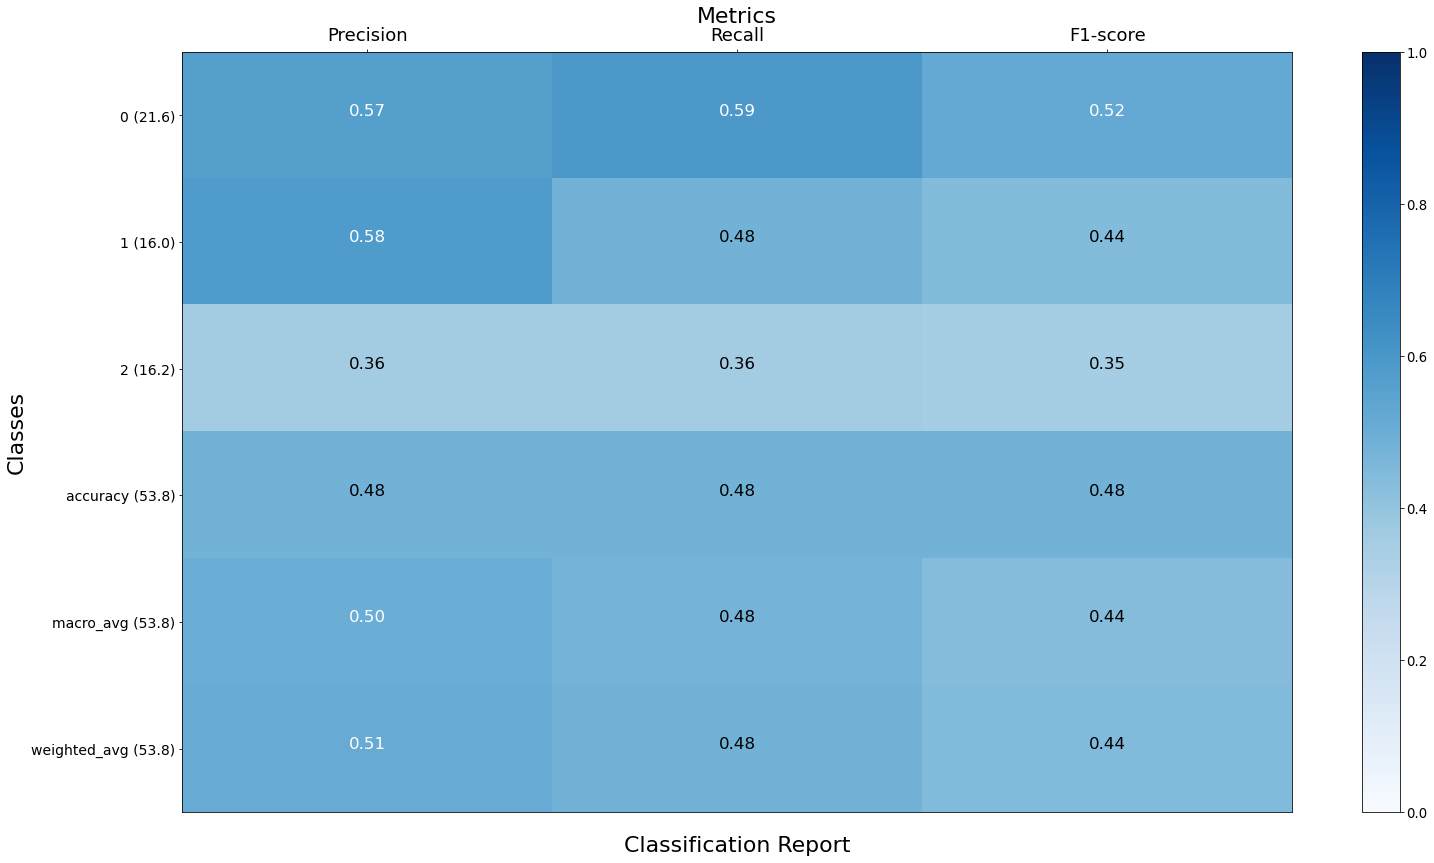 Metrics
Precision Recall F1-score
0 (21.6) 0.57 0.59 0.52
1 (16.0) 0.58 0.48 0.44
2 (16.2) 0.36 0.36 0.35
accuracy (53.8) 0.48 0.48 0.48
macro_avg (53.8) 0.50 0.48 0.44
weighted_avg (53.8) 0.51 0.48 0.44
Classes
Classification Report
1.0
0.8
0.6
0.4
0.2
0.0